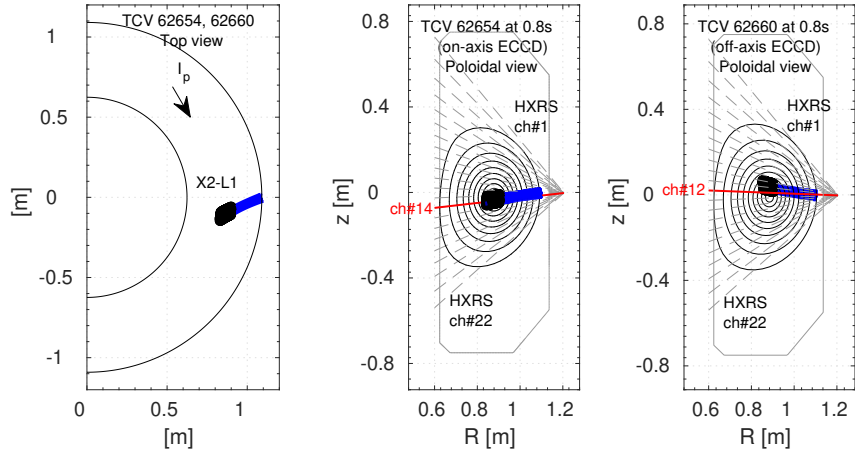 TCV 62654, 62660
Top view
I_p
X2-L1
1
0.5
0
-0.5
-1
[m]
0 0.5 1
[m]
TCV 62654 at 0.8s
(on-axis ECCD)
Poloidal view
HXRS
ch#1
ch#14
HXRS
ch#22
0.8
0.4
0
-0.4
-0.8
z [m]
0.6 0.8 1 1.2
R [m]
TCV 62660 at 0.8s
(off-axis ECCD)
Poloidal view
HXRS
ch#1
ch#12
HXRS
ch#22
0.8
0.4
0
-0.4
-0.8
z [m]
0.6 0.8 1 1.2
R [m]